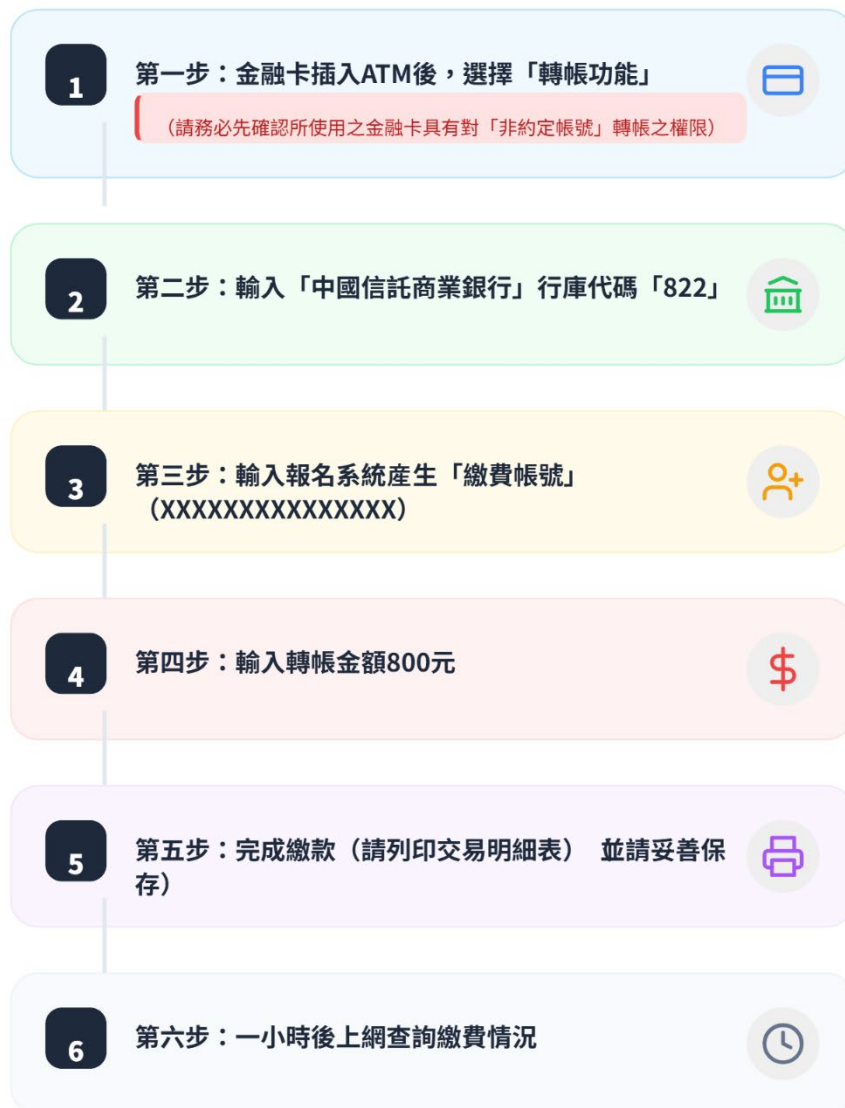 1
第一步：金融卡插入ATM後，選擇「轉帳功能」
（請務必先確認所使用之金融卡具有對「非約定帳號」轉帳之權限）
2
第二步：輸入「中國信託商業銀行」行庫代碼「822」
3
第三步：輸入報名系統産生「繳費帳號」
（XXXXXXXXXXXXXXX）
4
第四步：輸入轉帳金額800元
5
第五步：完成繳款（請列印交易明細表） 並請妥善保
存）
6
第六步：一小時後上網查詢繳費情況